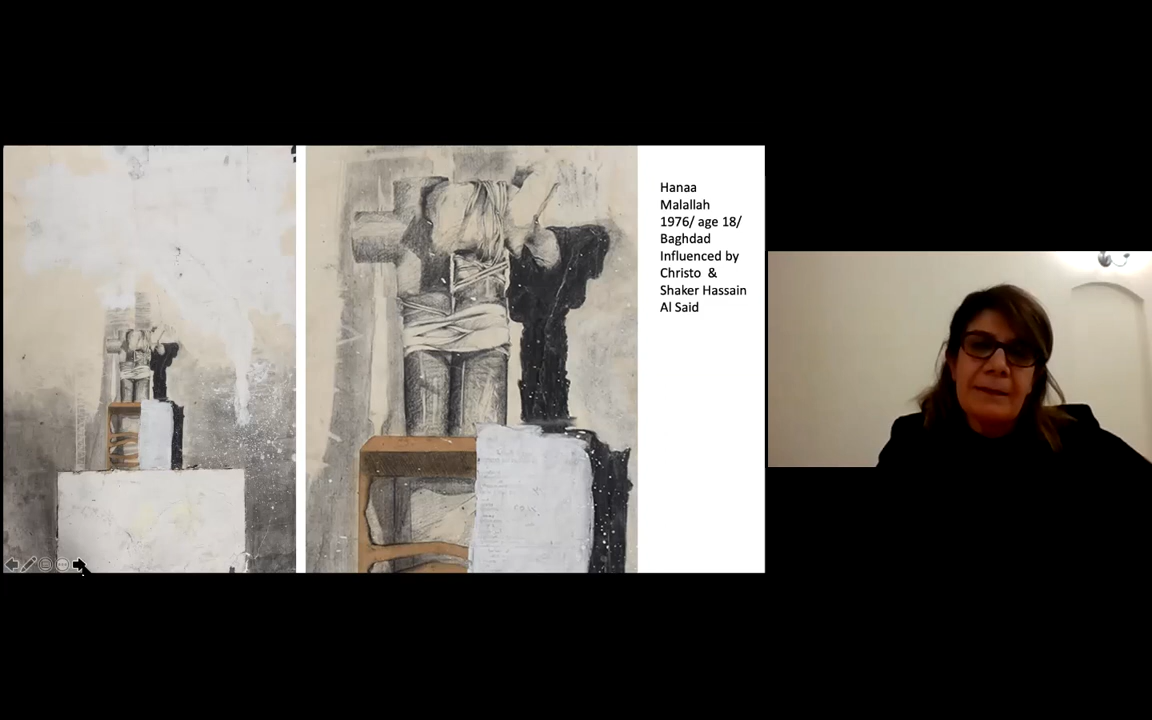 Hanaa
Malallah
1976/ age 18/
Baghdad
Influenced by
Christo &
Shaker Hassain
Al Said